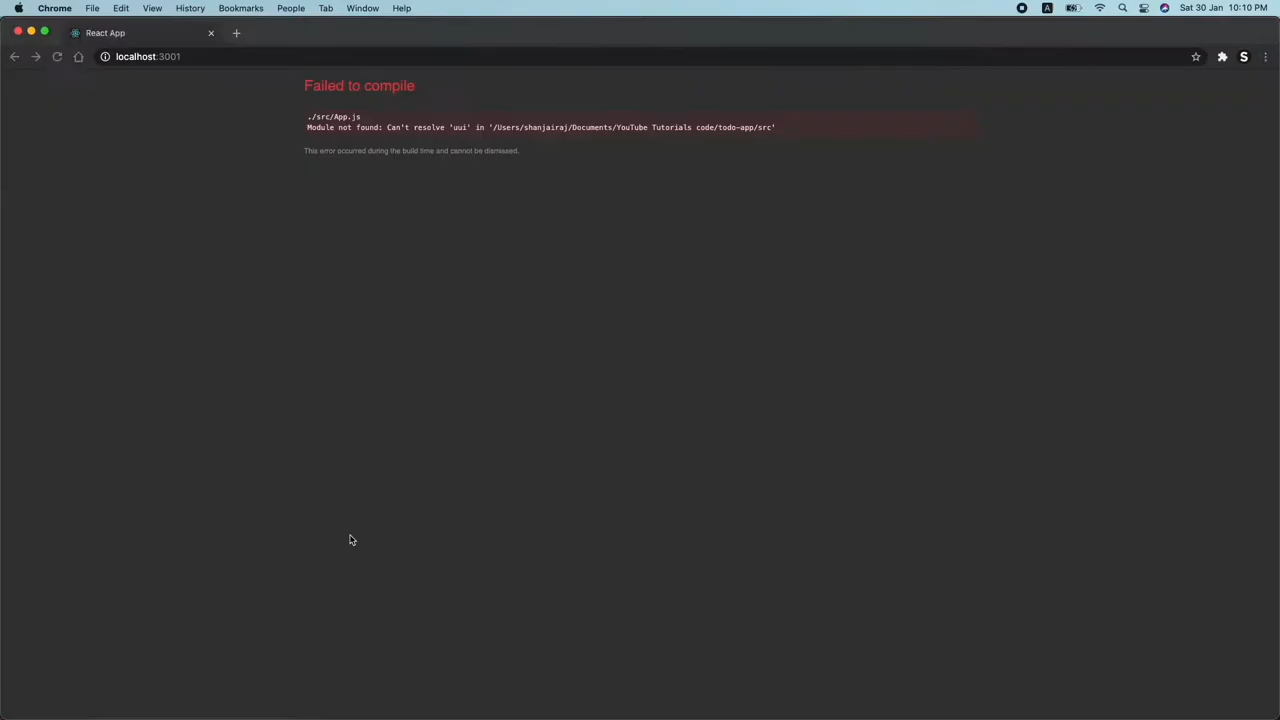 Chrome File Edit View History Bookmarks People Tab Window Help A Sat 30 Jan 10:10 PM
React App
localhost:3001 S
Failed to compile
./src/App.js
Module not found: Can't resolve 'uui' in '/Users/shanjairaj/Documents/YouTube Tutorials code/todo-app/src'
This error occurred during the build time and cannot be dismissed.